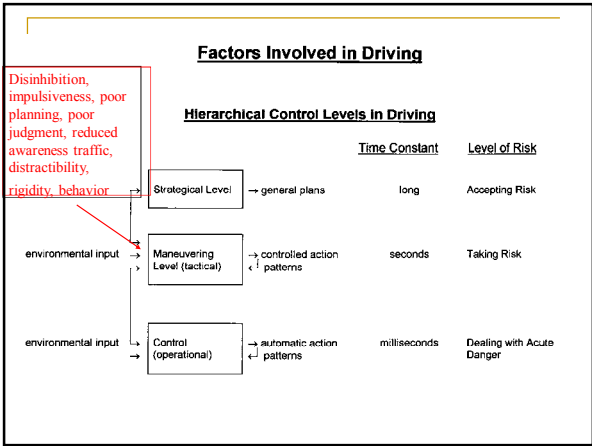 Factors Involved in Driving
Disinhibition,
impulsiveness, poor
planning, poor
judgment, reduced
awareness traffic,
distractibility,
rigidity, behavior
Hierarchical Control Levels in Driving
Time Constant Level of Risk
Strategical Level → general plans long Accepting Risk
environmental input → Maneuvering → controlled action seconds Taking Risk
Level (tactical) patterns
environmental input Control → automatic action milliseconds Dealing with Acute
(operational) patterns Danger